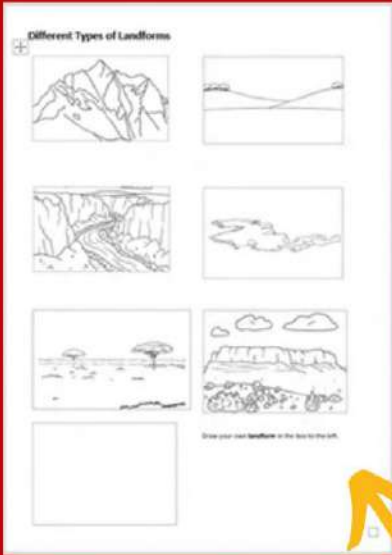 Different Types of Landforms
Draw your own landform in the box to the left.